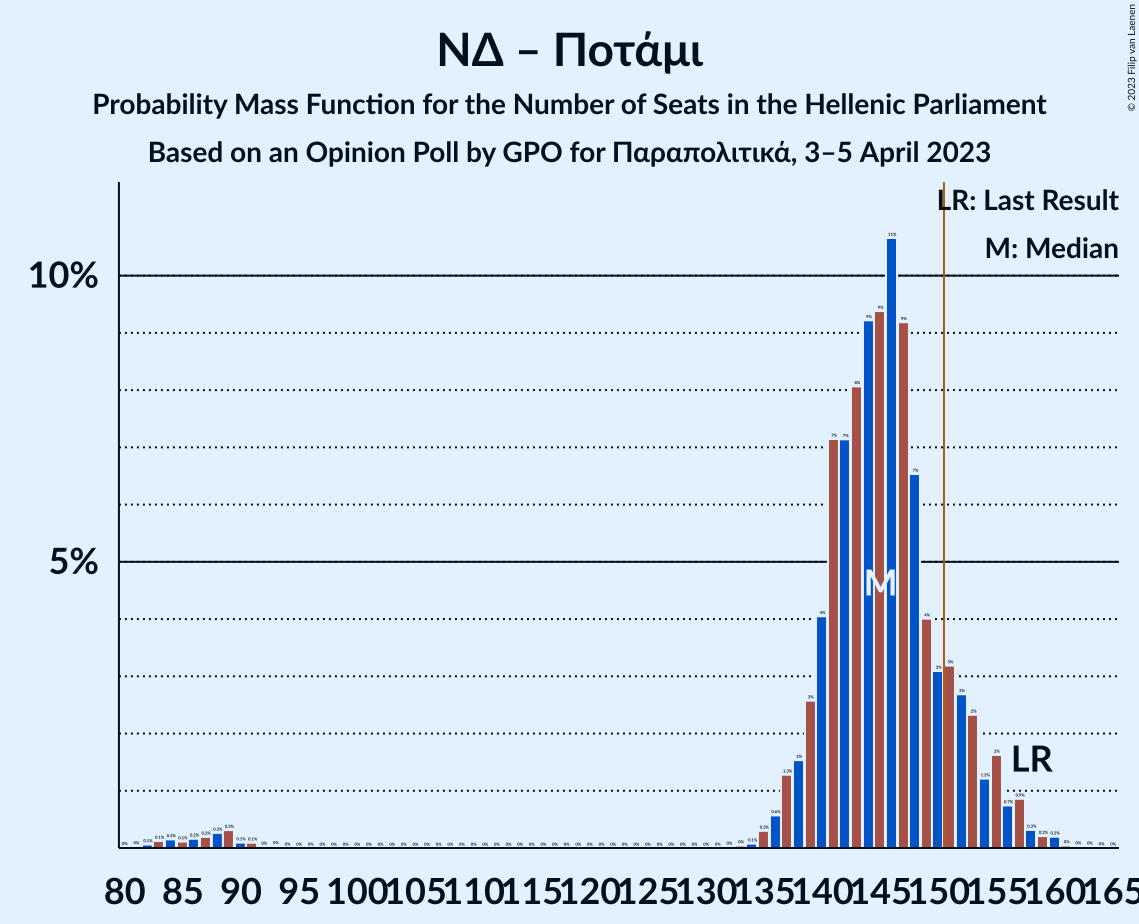 ΝΔ – Ποτάμι
Probability Mass Function for the Number of Seats in the Hellenic Parliament
Based on an Opinion Poll by GPO for Παραπολιτικά, 3–5 April 2023
© 2023 Filip van Laenen
LR: Last Result
M: Median
10%
5%
M
LR
80 85 90 95 100 105 110 115 120 125 130 135 140 145 150 155 160 165